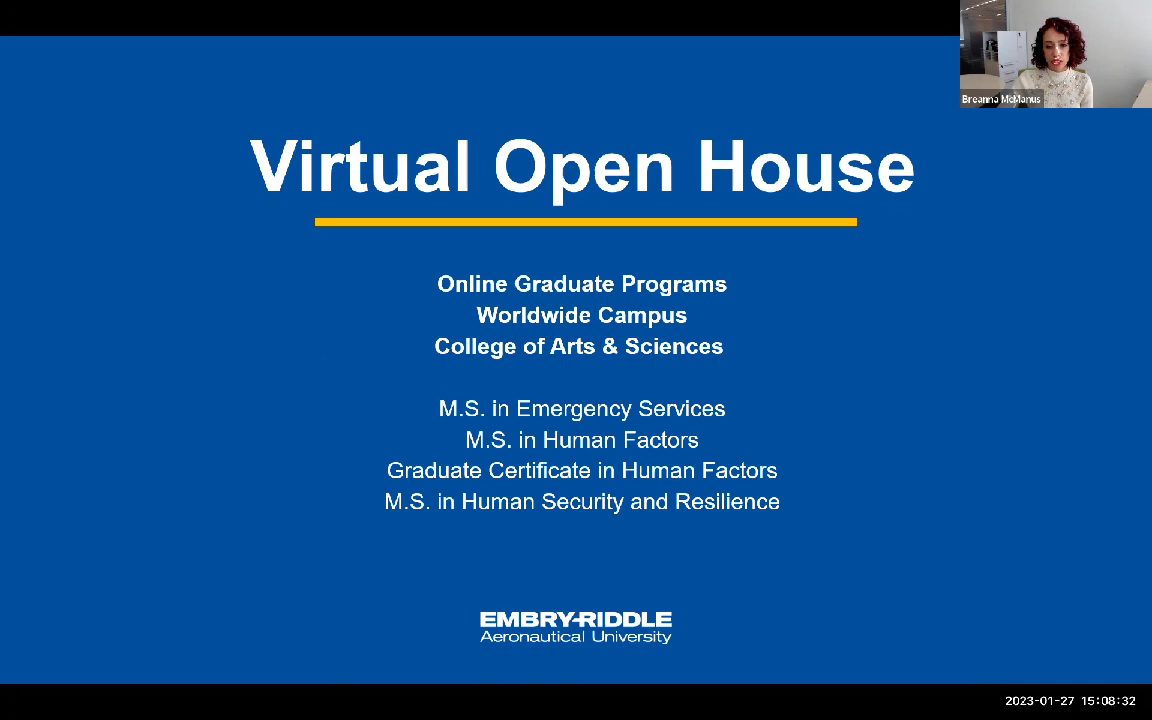 Breanna McManus
Virtual Open House
Online Graduate Programs
Worldwide Campus
College of Arts & Sciences
M.S. in Emergency Services
M.S. in Human Factors
Graduate Certificate in Human Factors
M.S. in Human Security and Resilience
EMBRY-RIDDLE
Aeronautical University
2023-01-27 15:08:32